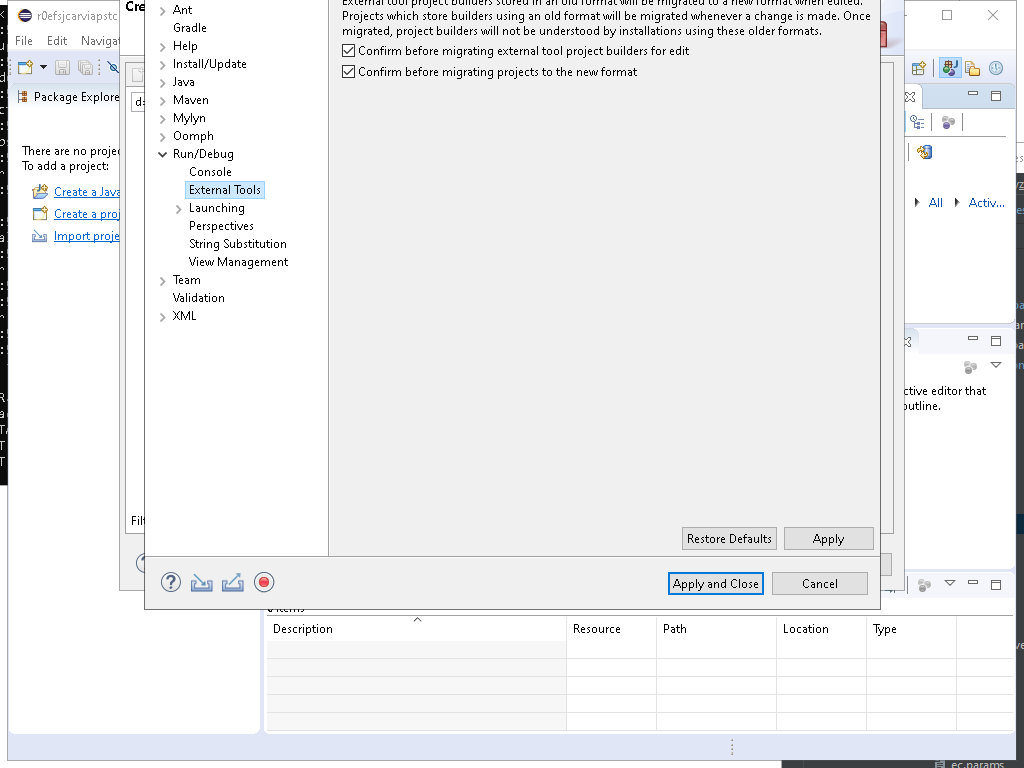 r0efsjcarviapstc
File Edit Navigat
Package Explore
There are no projec
To add a project:
Create a Java
Create a proj
Import proje
Cre
Ant
Gradle
Help
Install/Update
Java
Maven
Mylyn
Oomph
Run/Debug
Console
External Tools
Launching
Perspectives
String Substitution
View Management
Team
Validation
XML
External tool project builders stored in an old format will be migrated to a new format when edited.
Projects which store builders using an old format will be migrated whenever a change is made. Once
migrated, project builders will not be understood by installations using these older formats.
Confirm before migrating external tool project builders for edit
Confirm before migrating projects to the new format
Restore Defaults Apply
Apply and Close Cancel
Filt
All Activ...
ctive editor that
outline.
items
Description Resource Path Location Type
ec.params